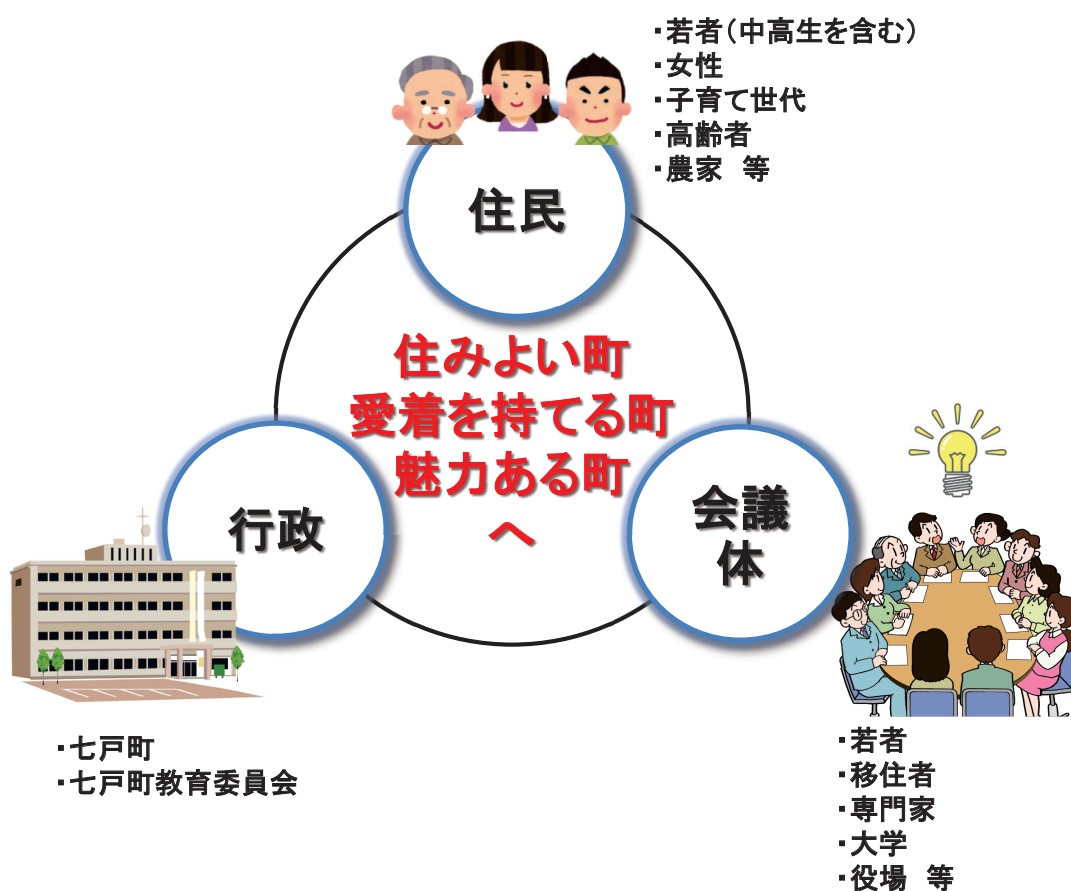 ・若者(中高生を含む)
・女性
・子育て世代
・高齢者
・農家 等
住民
住みよい町
愛着を持てる町
魅力ある町
へ
行政
会議
体
・七戸町
・七戸町教育委員会
・若者
・移住者
・専門家
・大学
・役場 等